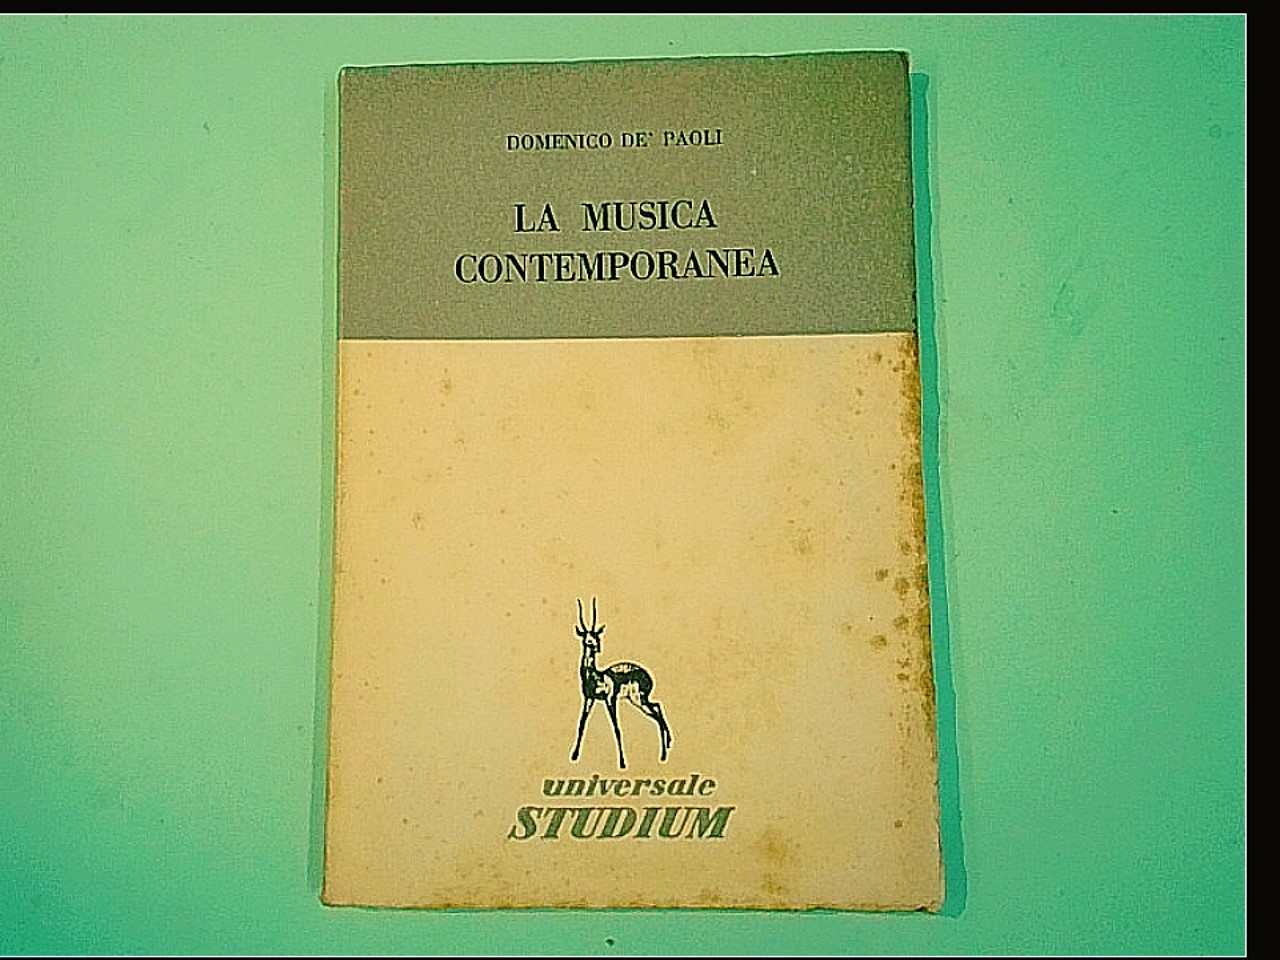 DOMENICO DE' PAOLI
LA MUSICA
CONTEMPORANEA
universale
STUDIUM